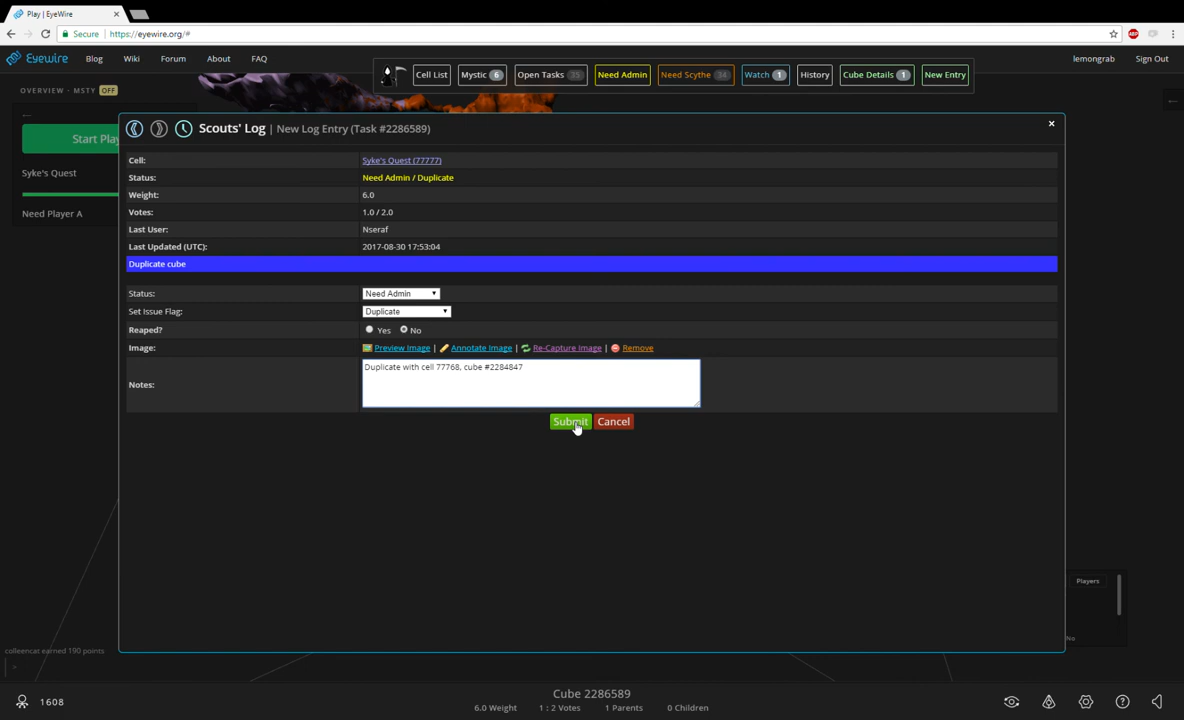 Play | EyeWire
Secure | https://eyewire.org/#
ABP
Eyewire Blog Wiki Forum About FAQ
Cell List Mystic 6 Open Tasks 35 Need Admin Need Scythe 34 Watch 1 History Cube Details 1 New Entry
lemongrab Sign Out
OVERVIEW · MSTY OFF
Start Play
Syke's Quest
Need Player A
Scouts' Log | New Log Entry (Task #2286589)
Cell: Syke's Quest (77777)
Status: Need Admin / Duplicate
Weight: 6.0
Votes: 1.0 / 2.0
Last User: Nseraf
Last Updated (UTC): 2017-08-30 17:53:04
Duplicate cube
Status: Need Admin
Set Issue Flag: Duplicate
Reaped? Yes No
Image: Preview Image | Annotate Image | Re-Capture Image | Remove
Notes: Duplicate with cell 77768, cube #2284847
Submit Cancel
Players
No
colleencat earned 190 points
>
1608
Cube 2286589
6.0 Weight 1 : 2 Votes 1 Parents 0 Children